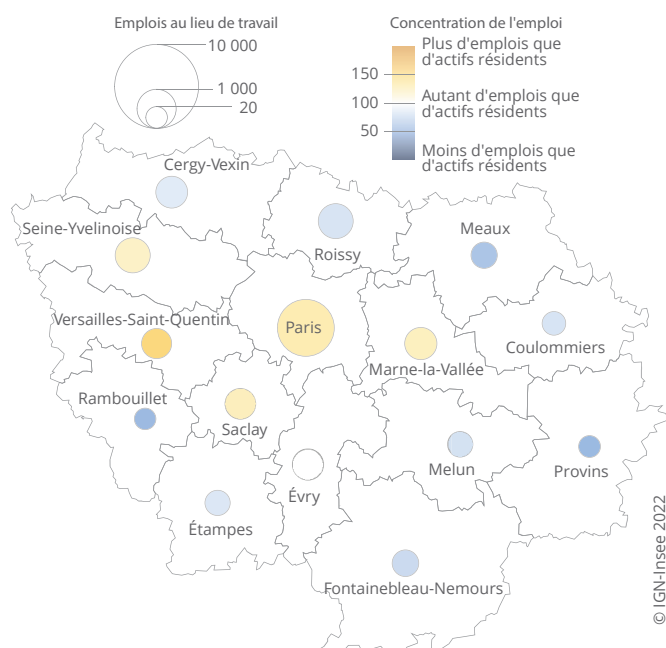 Emplois au lieu de travail
10 000
1 000
20
Concentration de l'emploi
Plus d'emplois que
d'actifs résidents
150
Autant d'emplois que
100
d'actifs résidents
50
Moins d'emplois que
d'actifs résidents
Cergy-Vexin
Seine-Yvelinoise
Roissy
Meaux
Versailles-Saint-Quentin
Paris
Marne-la-Vallée
Coulommiers
Rambouillet
Saclay
Melun
Provins
Évry
Étampes
Fontainebleau-Nemours
© IGN-Insee 2022